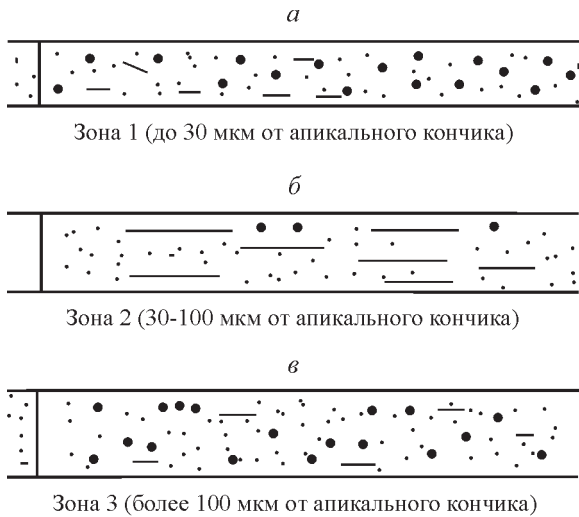 а
Зона 1 (до 30 мкм от апикального кончика)
б
Зона 2 (30-100 мкм от апикального кончика)
в
Зона 3 (более 100 мкм от апикального кончика)